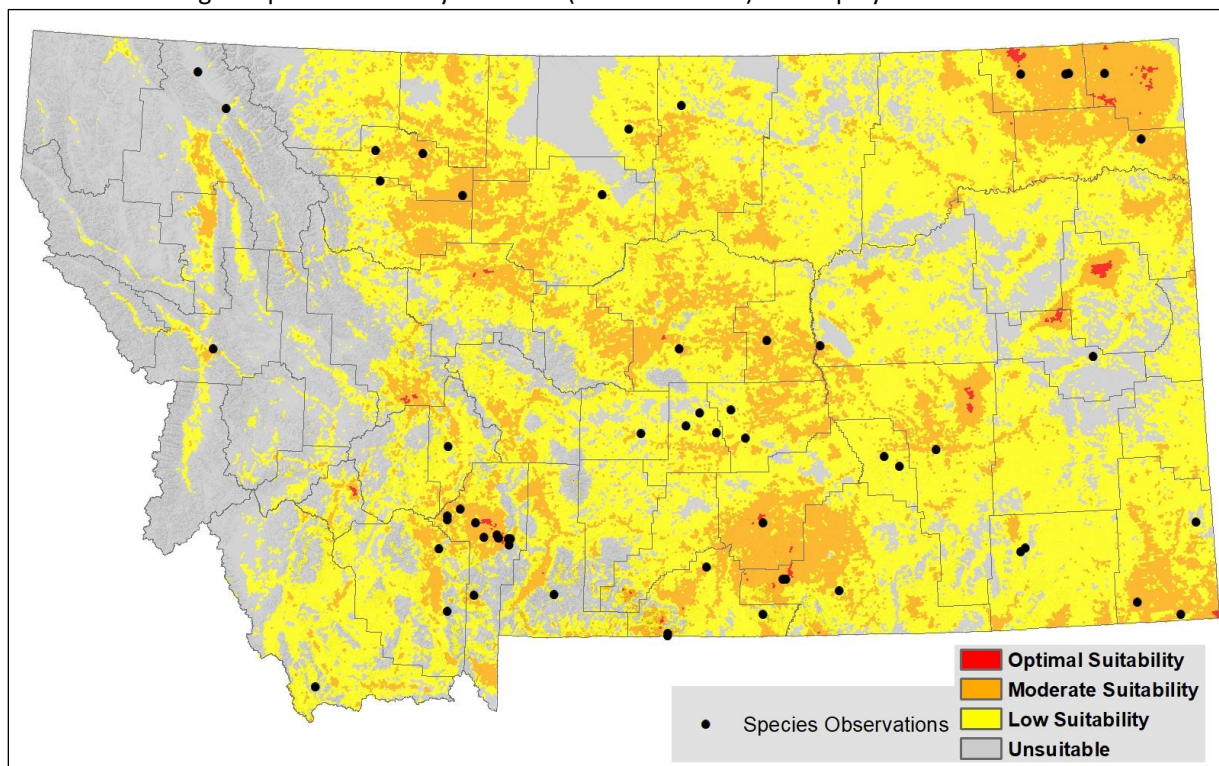 Optimal Suitability
Moderate Suitability
Species Observations
Low Suitability
Unsuitable